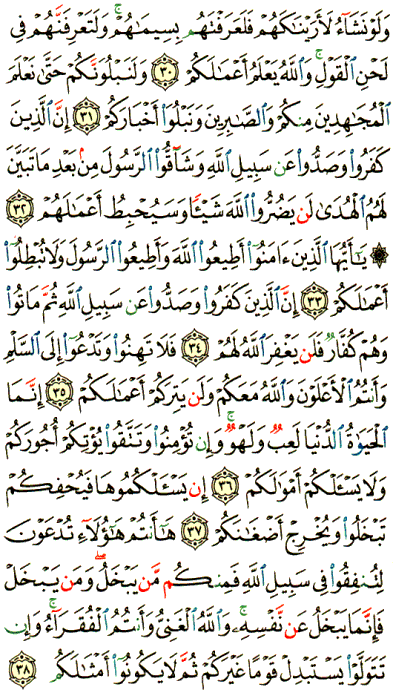 وَلَوْ نَشَآءُ لَأَرَيْنَٰكَهُمْ فَلَعَرَفْتَهُم بِسِيمَٰهُمْ ۚ وَلَتَعْرِفَنَّهُمْ فِى
لَحْنِ ٱلْقَوْلِ ۚ وَٱللَّهُ يَعْلَمُ أَعْمَٰلَكُمْ ٣٠ وَلَنَبْلُوَنَّكُمْ حَتَّىٰ نَعْلَمَ
ٱلْمُجَٰهِدِينَ مِنكُمْ وَٱلصَّٰبِرِينَ وَنَبْلُوَا۟ أَخْبَارَكُمْ ٣١ إِنَّ ٱلَّذِينَ
كَفَرُوا۟ وَصَدُّوا۟ عَن سَبِيلِ ٱللَّهِ وَشَآقُّوا۟ ٱلرَّسُولَ مِنۢ بَعْدِ مَا تَبَيَّنَ
لَهُمُ ٱلْهُدَىٰ لَن يَضُرُّوا۟ ٱللَّهَ شَيْـًٔا وَسَيُحْبِطُ أَعْمَٰلَهُمْ ٣٢
۞ يَٰٓأَيُّهَا ٱلَّذِينَ ءَامَنُوٓا۟ أَطِيعُوا۟ ٱللَّهَ وَأَطِيعُوا۟ ٱلرَّسُولَ وَلَا تُبْطِلُوٓا۟
أَعْمَٰلَكُمْ ٣٣ إِنَّ ٱلَّذِينَ كَفَرُوا۟ وَصَدُّوا۟ عَن سَبِيلِ ٱللَّهِ ثُمَّ مَاتُوا۟
وَهُمْ كُفَّارٌ فَلَن يَغْفِرَ ٱللَّهُ لَهُمْ ٣٤ فَلَا تَهِنُوا۟ وَتَدْعُوٓا۟ إِلَى ٱلسَّلْمِ
وَأَنتُمُ ٱلْأَعْلَوْنَ وَٱللَّهُ مَعَكُمْ وَلَن يَتِرَكُمْ أَعْمَٰلَكُمْ ٣٥ إِنَّمَا
ٱلْحَيَوٰةُ ٱلدُّنْيَا لَعِبٌ وَلَهْوٌ ۚ وَإِن تُؤْمِنُوا۟ وَتَتَّقُوا۟ يُؤْتِكُمْ أُجُورَكُمْ
وَلَا يَسْـَٔلْكُمْ أَمْوَٰلَكُمْ ٣٦ إِن يَسْـَٔلْكُمُوهَا فَيُحْفِكُمْ
تَبْخَلُوا۟ وَيُخْرِجْ أَضْغَٰنَكُمْ ٣٧ هَٰٓأَنتُمْ هَٰٓؤُلَآءِ تُدْعَوْنَ
لِتُنفِقُوا۟ فِى سَبِيلِ ٱللَّهِ فَمِنكُم مَّن يَبْخَلُ ۖ وَمَن يَبْخَلْ
فَإِنَّمَا يَبْخَلُ عَن نَّفْسِهِۦ ۚ وَٱللَّهُ ٱلْغَنِىُّ وَأَنتُمُ ٱلْفُقَرَآءُ ۚ وَإِن
تَتَوَلَّوْا۟ يَسْتَبْدِلْ قَوْمًا غَيْرَكُمْ ثُمَّ لَا يَكُونُوٓا۟ أَمْثَٰلَكُم ٣٨